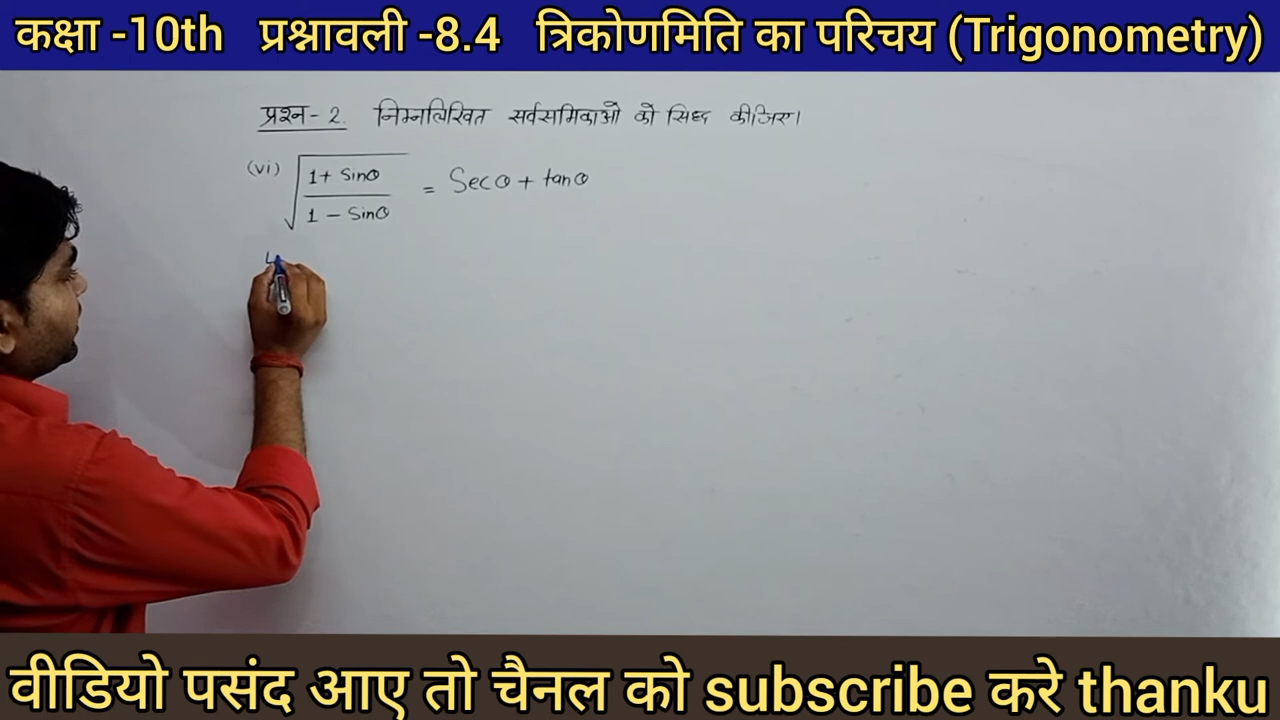 कक्षा -10th प्रश्नावली -8.4 त्रिकोणमिति का परिचय (Trigonometry)
प्रश्न- 2. निम्नलिखित सर्वसमिकाओं को सिध्द कीजिए।
(vi) √((1 + Sinθ)/(1 - Sinθ)) = Secθ + tanθ
वीडियो पसंद आए तो चैनल को subscribe करे thanku